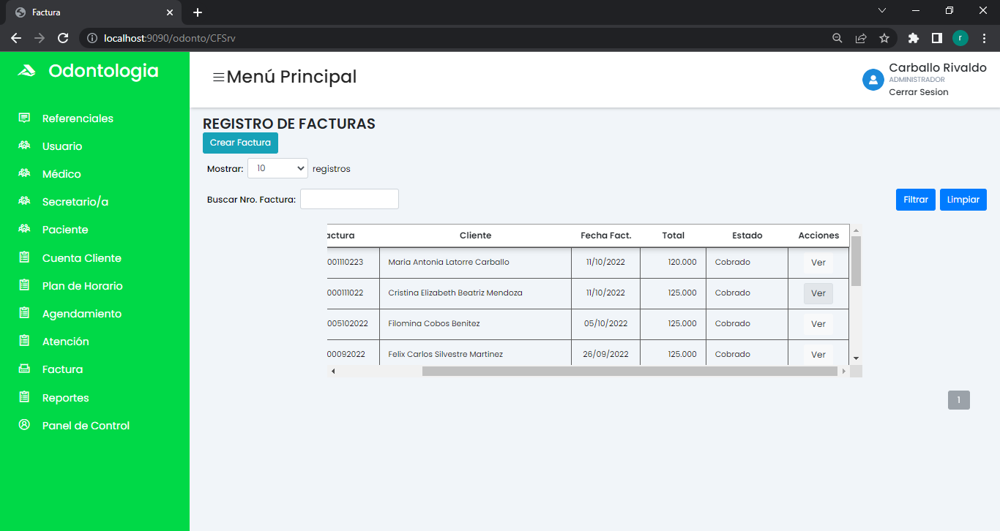 Factura
localhost:9090/odonto/CFSrv
r
Odontologia
Menú Principal
Carballo Rivaldo
ADMINISTRADOR
Cerrar Sesion
Referenciales
Usuario
Médico
Secretario/a
Paciente
Cuenta Cliente
Plan de Horario
Agendamiento
Atención
Factura
Reportes
Panel de Control
REGISTRO DE FACTURAS
Crear Factura
Mostrar: 10 registros
Buscar Nro. Factura: Filtrar Limpiar
actura Cliente Fecha Fact. Total Estado Acciones
001110223 Maria Antonia Latorre Carballo 11/10/2022 120.000 Cobrado Ver
000111022 Cristina Elizabeth Beatriz Mendoza 11/10/2022 125.000 Cobrado Ver
005102022 Filomina Cobos Benitez 05/10/2022 125.000 Cobrado Ver
00092022 Felix Carlos Silvestre Martinez 26/09/2022 125.000 Cobrado Ver
1